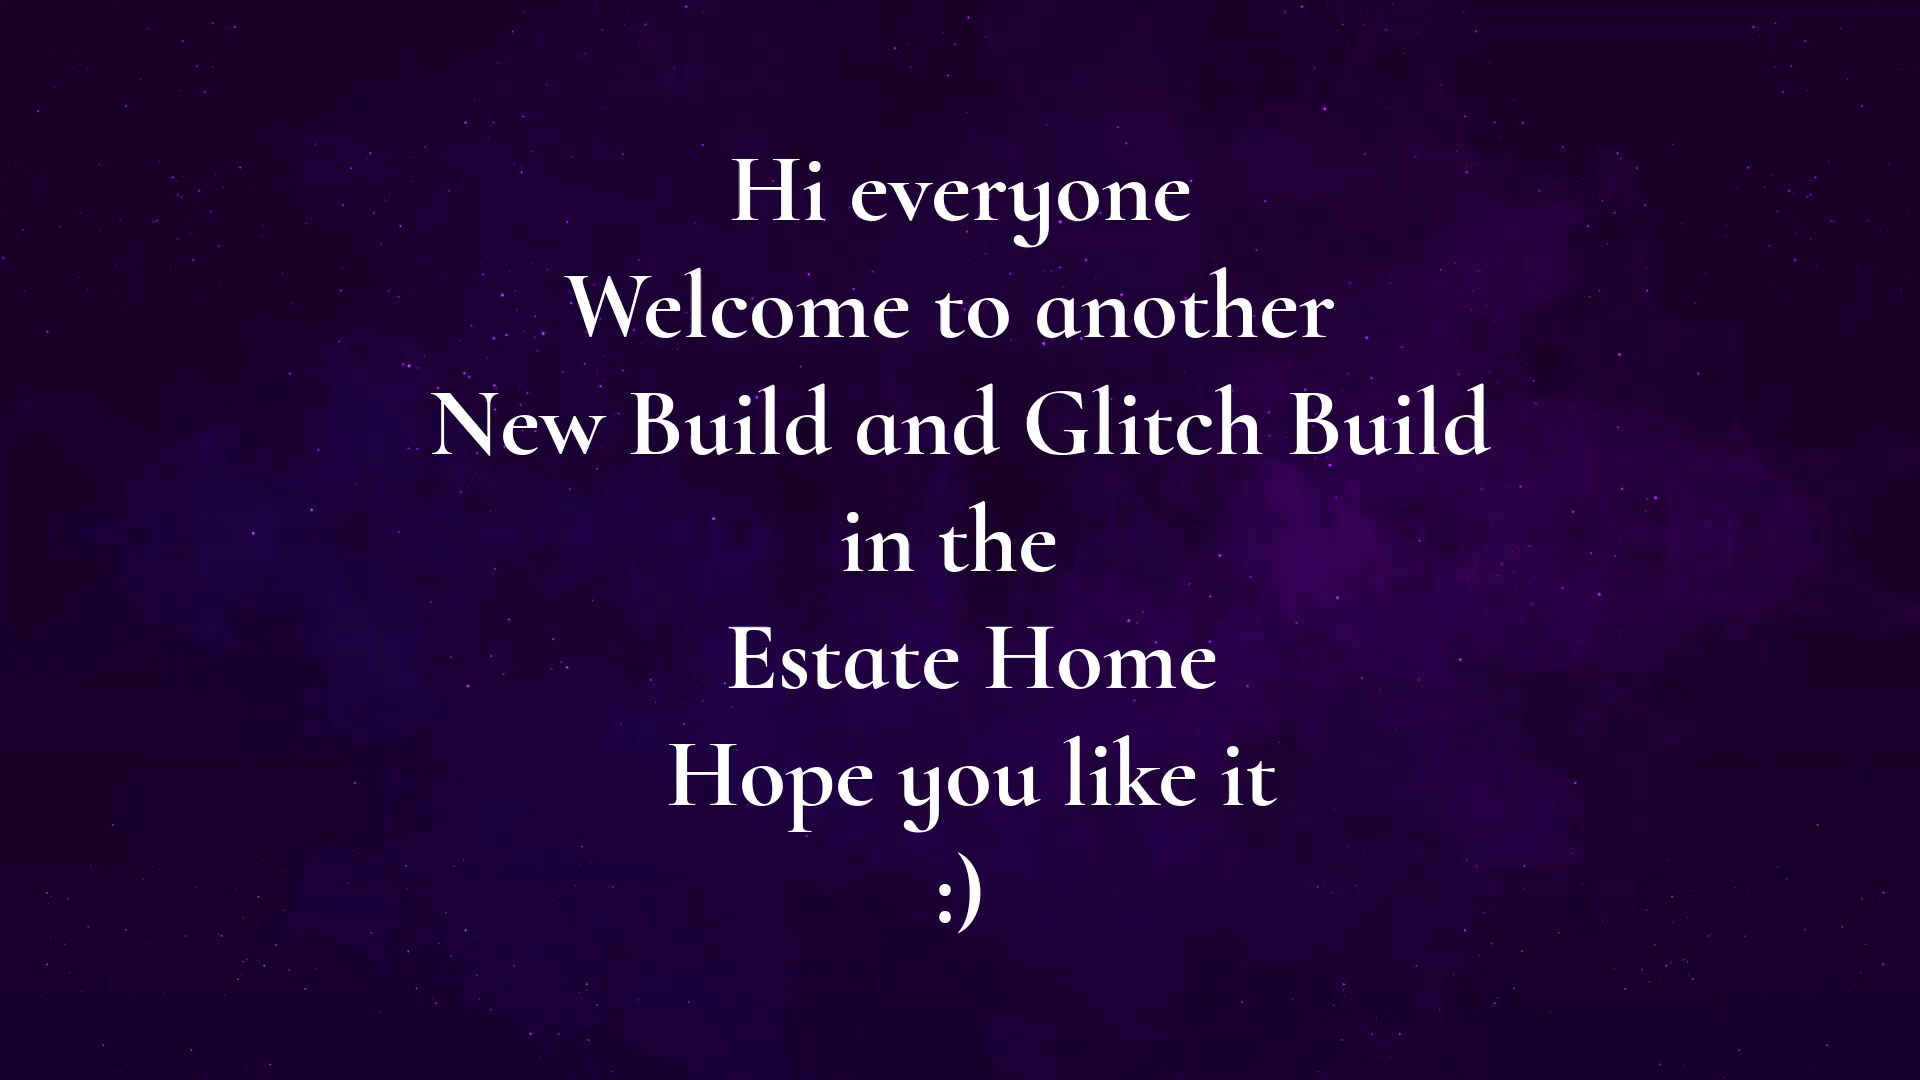 Hi everyone
Welcome to another
New Build and Glitch Build
in the
Estate Home
Hope you like it
:)